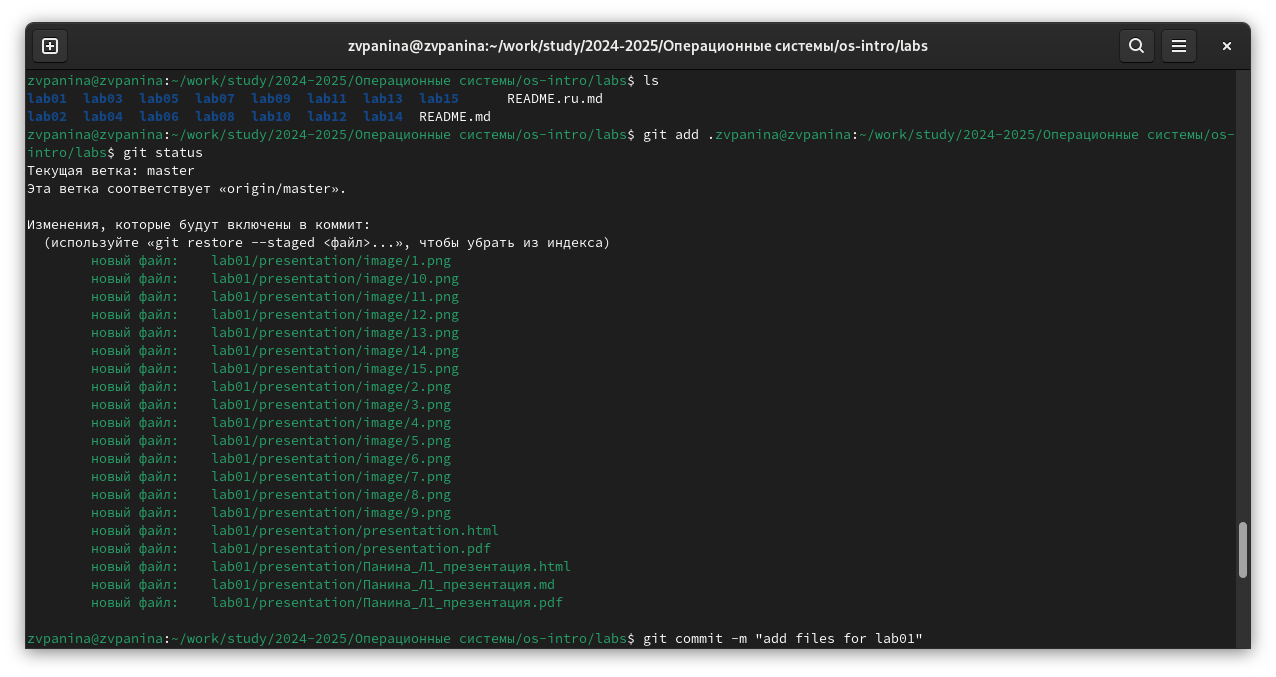 zvpanina@zvpanina:~/work/study/2024-2025/Операционные системы/os-intro/labs
zvpanina@zvpanina:~/work/study/2024-2025/Операционные системы/os-intro/labs$ ls
lab01  lab03  lab05  lab07  lab09  lab11  lab13  lab15      README.ru.md
lab02  lab04  lab06  lab08  lab10  lab12  lab14  README.md
zvpanina@zvpanina:~/work/study/2024-2025/Операционные системы/os-intro/labs$ git add .zvpanina@zvpanina:~/work/study/2024-2025/Операционные системы/os-
intro/labs$ git status
Текущая ветка: master
Эта ветка соответствует «origin/master».
Изменения, которые будут включены в коммит:
  (используйте «git restore --staged <файл>...», чтобы убрать из индекса)
        новый файл:    lab01/presentation/image/1.png
        новый файл:    lab01/presentation/image/10.png
        новый файл:    lab01/presentation/image/11.png
        новый файл:    lab01/presentation/image/12.png
        новый файл:    lab01/presentation/image/13.png
        новый файл:    lab01/presentation/image/14.png
        новый файл:    lab01/presentation/image/15.png
        новый файл:    lab01/presentation/image/2.png
        новый файл:    lab01/presentation/image/3.png
        новый файл:    lab01/presentation/image/4.png
        новый файл:    lab01/presentation/image/5.png
        новый файл:    lab01/presentation/image/6.png
        новый файл:    lab01/presentation/image/7.png
        новый файл:    lab01/presentation/image/8.png
        новый файл:    lab01/presentation/image/9.png
        новый файл:    lab01/presentation/presentation.html
        новый файл:    lab01/presentation/presentation.pdf
        новый файл:    lab01/presentation/Панина_Л1_презентация.html
        новый файл:    lab01/presentation/Панина_Л1_презентация.md
        новый файл:    lab01/presentation/Панина_Л1_презентация.pdf
zvpanina@zvpanina:~/work/study/2024-2025/Операционные системы/os-intro/labs$ git commit -m "add files for lab01"